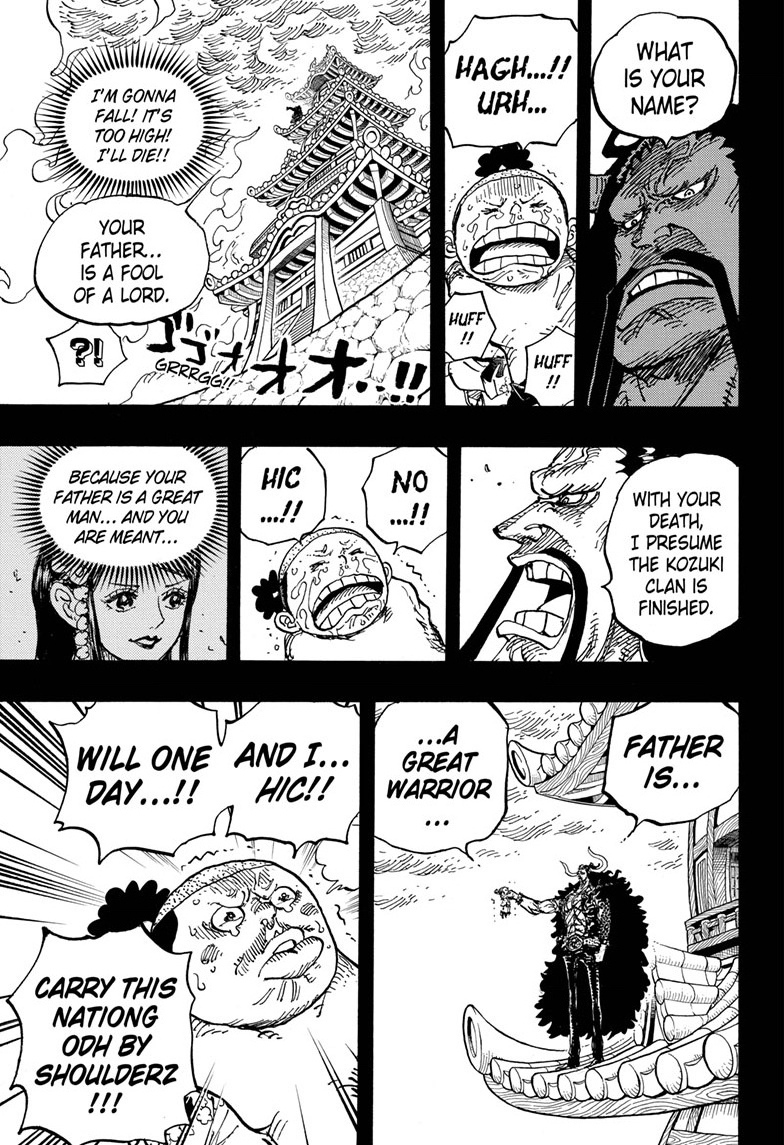 WHAT
IS YOUR
NAME?
HAGH...!!
URH...
HUFF
!!
HUFF
!!
I'M GONNA
FALL! IT'S
TOO HIGH!
I'LL DIE!!
YOUR
FATHER...
IS A FOOL
OF A LORD.
?!
ゴゴオオオ..!!
GRRRGG!!
WITH YOUR
DEATH,
I PRESUME
THE KOZUKI
CLAN IS
FINISHED.
NO
...!!
HIC
...!!
BECAUSE YOUR
FATHER IS A GREAT
MAN... AND YOU
ARE MEANT...
FATHER
IS...
...A
GREAT
WARRIOR
...
AND I...
HIC!!
WILL ONE
DAY...!!
CARRY THIS
NATIONG
ODH BY
SHOULDERZ
!!!